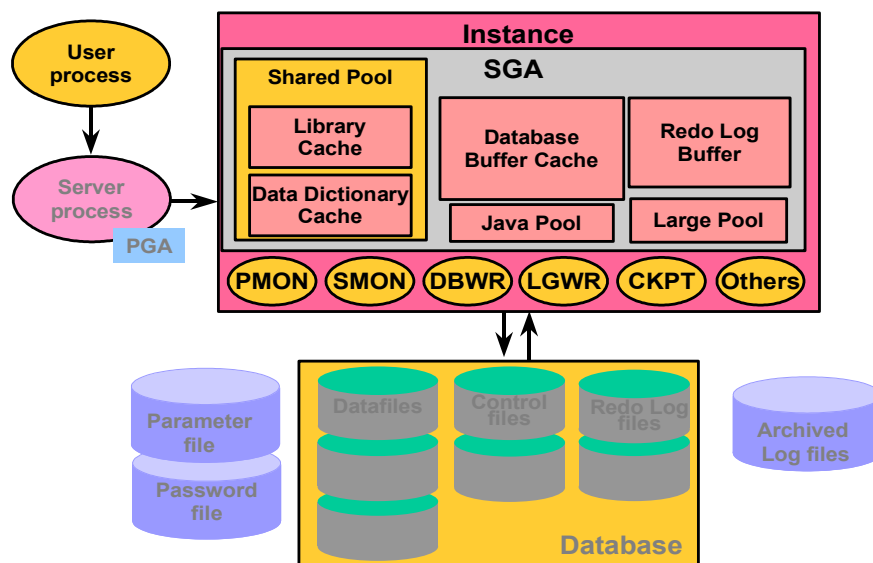 User
process
Instance
SGA
Shared Pool
Library
Cache
Data Dictionary
Cache
Database
Buffer Cache
Redo Log
Buffer
Java Pool
Large Pool
Server
process
PGA
PMON
SMON
DBWR
LGWR
CKPT
Others
Parameter
file
Password
file
Datafiles
Control
files
Redo Log
files
Archived
Log files
Database